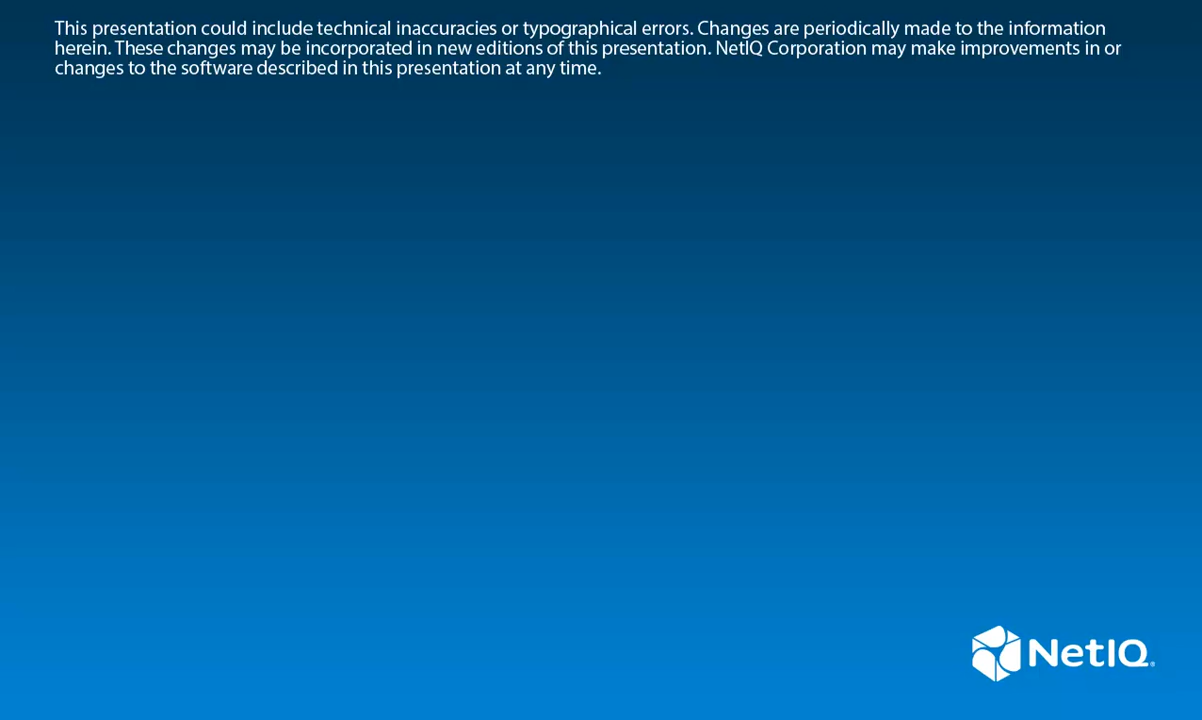 This presentation could include technical inaccuracies or typographical errors. Changes are periodically made to the information
herein. These changes may be incorporated in new editions of this presentation. NetIQ Corporation may make improvements in or
changes to the software described in this presentation at any time.
NetIQ®